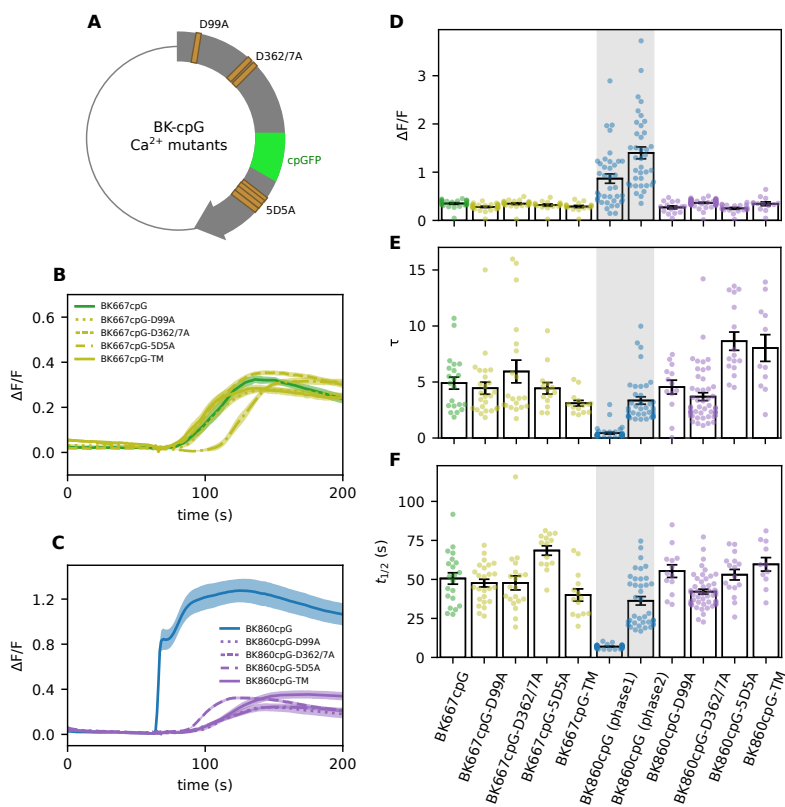 A
D99A
D362/7A
BK-cpG
Ca2+ mutants
cpGFP
5D5A
B
BK667cpG
BK667cpG-D99A
BK667cpG-D362/7A
BK667cpG-5D5A
BK667cpG-TM
ΔF/F
0.6
0.4
0.2
0.0
0
100
200
time (s)
C
BK860cpG
BK860cpG-D99A
BK860cpG-D362/7A
BK860cpG-5D5A
BK860cpG-TM
ΔF/F
1.2
0.8
0.4
0.0
0
100
200
time (s)
D
ΔF/F
3
2
1
0
E
τ
15
10
5
0
F
t1/2 (s)
100
75
50
25
0
BK667cpG
BK667cpG-D99A
BK667cpG-D362/7A
BK667cpG-5D5A
BK667cpG-TM
BK860cpG (phase1)
BK860cpG (phase2)
BK860cpG-D99A
BK860cpG-D362/7A
BK860cpG-5D5A
BK860cpG-TM